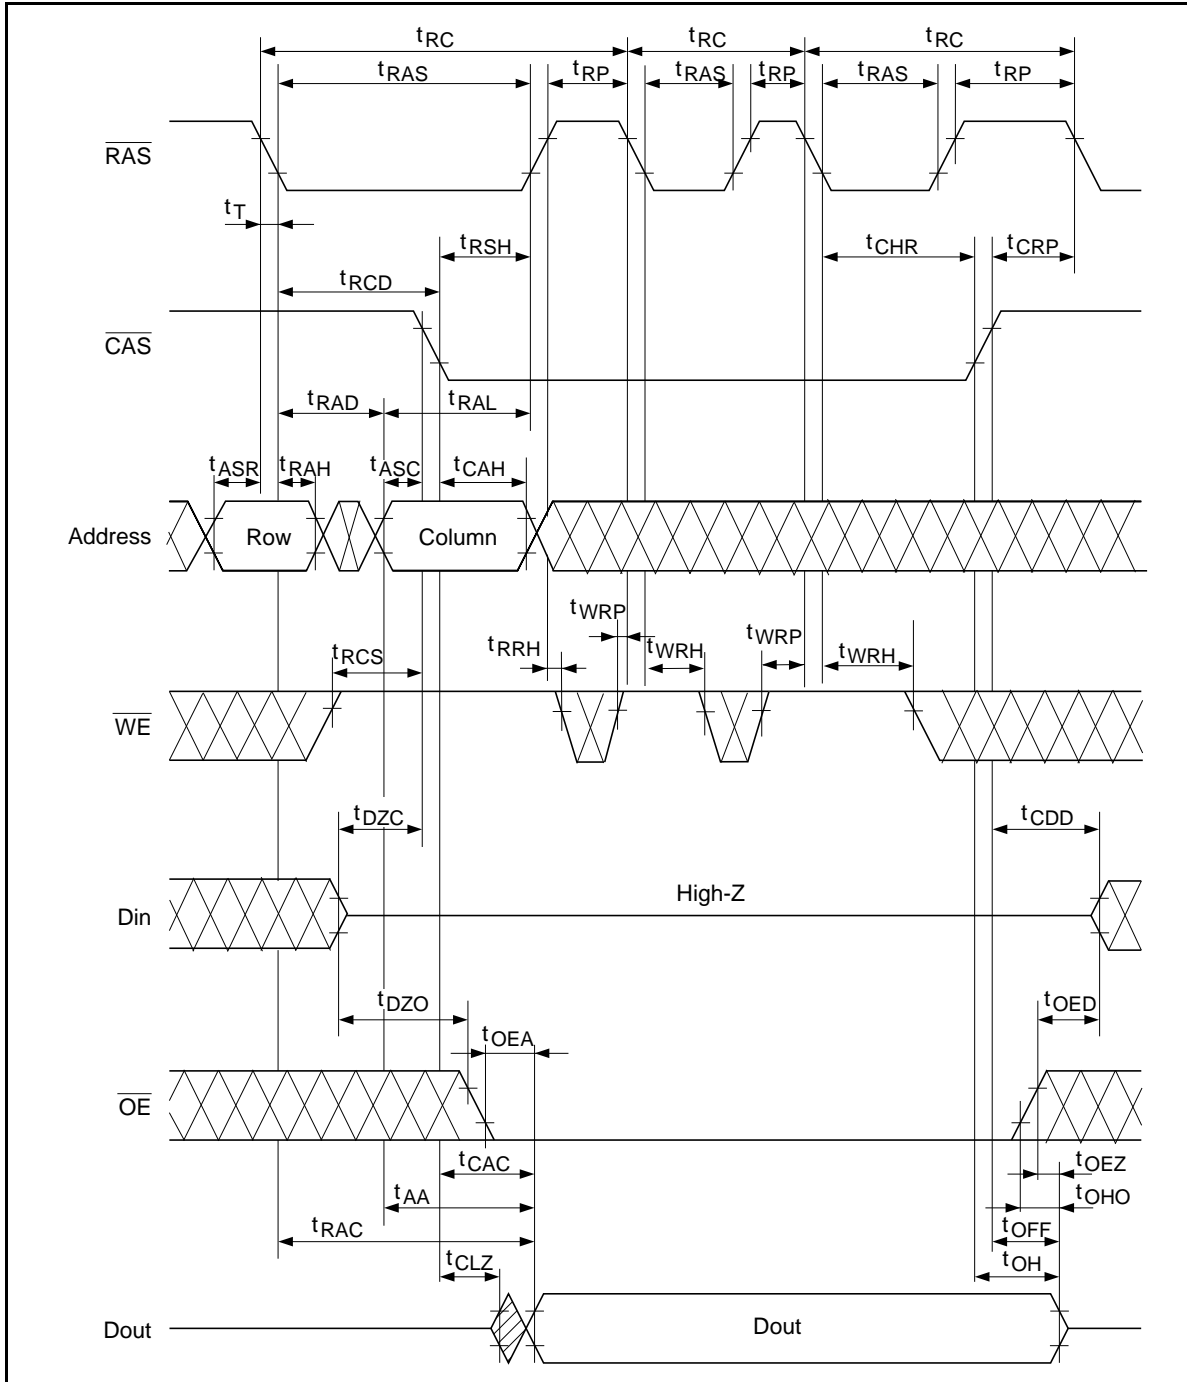 tRC tRC tRC
tRAS tRP tRAS tRP tRAS tRP
RAS
tT
tRSH tCHR tCRP
tRCD
CAS
tRAD tRAL
tASR tRAH tASC tCAH
Address Row Column
tWRP
tRRH tWRH tWRP
tRCS tWRH
WE
tDZC tCDD
High-Z
Din
tDZO tOED
tOEA
OE
tCAC tOEZ
tAA tOHO
tRAC tOFF
tCLZ tOH
Dout Dout